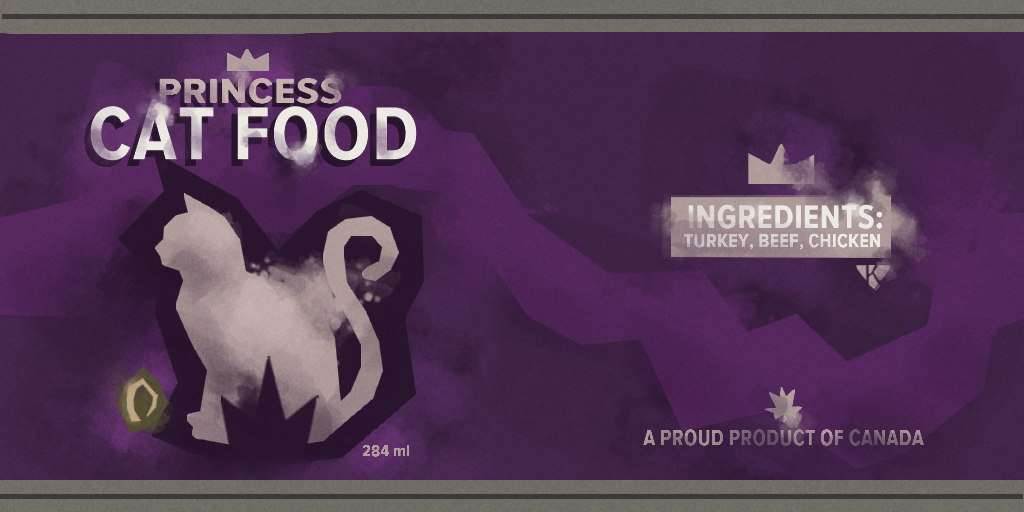 PRINCESS
CAT FOOD
284 ml
INGREDIENTS:
TURKEY, BEEF, CHICKEN
K
A PROUD PRODUCT OF CANADA